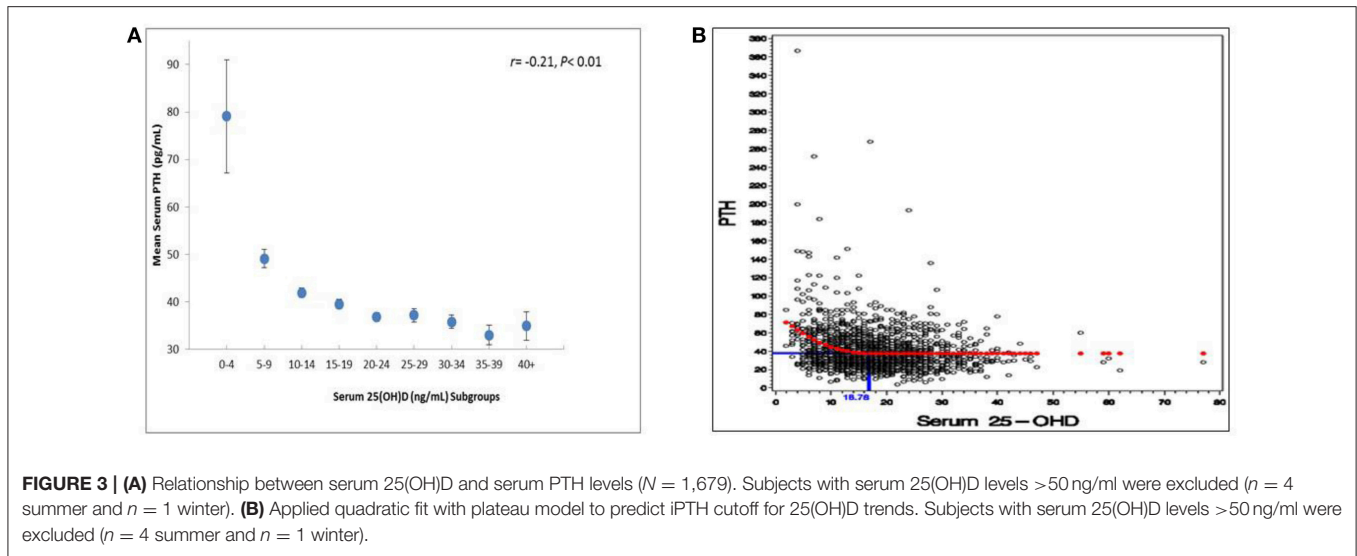 A
r= -0.21, P< 0.01
Mean Serum PTH (pg/mL)
90
80
70
60
50
40
30
0-4 5-9 10-14 15-19 20-24 25-29 30-34 35-39 40+
Serum 25(OH)D (ng/mL) Subgroups
B
PTH
380
360
340
320
300
280
260
240
220
200
180
160
140
120
100
80
60
40
20
0
16.78
0 10 20 30 40 50 60 70 80
Serum 25-OHD
FIGURE 3 | (A) Relationship between serum 25(OH)D and serum PTH levels (N = 1,679). Subjects with serum 25(OH)D levels >50 ng/ml were excluded (n = 4
summer and n = 1 winter). (B) Applied quadratic fit with plateau model to predict iPTH cutoff for 25(OH)D trends. Subjects with serum 25(OH)D levels >50 ng/ml were
excluded (n = 4 summer and n = 1 winter).